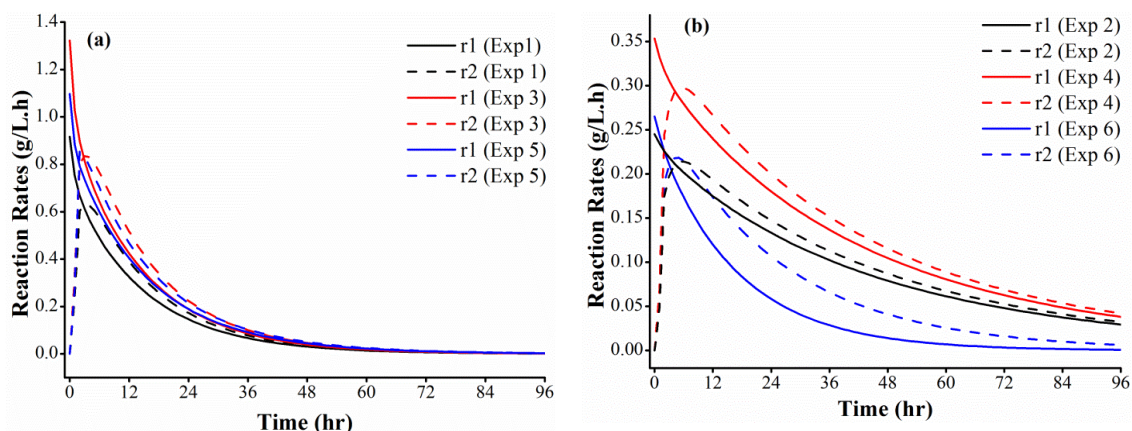 (a)
r1 (Exp1)
r2 (Exp 1)
r1 (Exp 3)
r2 (Exp 3)
r1 (Exp 5)
r2 (Exp 5)
Reaction Rates (g/L.h)
1.4
1.2
1.0
0.8
0.6
0.4
0.2
0.0
0 12 24 36 48 60 72 84 96
Time (hr)
(b)
r1 (Exp 2)
r2 (Exp 2)
r1 (Exp 4)
r2 (Exp 4)
r1 (Exp 6)
r2 (Exp 6)
Reaction Rates (g/L.h)
0.35
0.30
0.25
0.20
0.15
0.10
0.05
0.00
0 12 24 36 48 60 72 84 96
Time (hr)